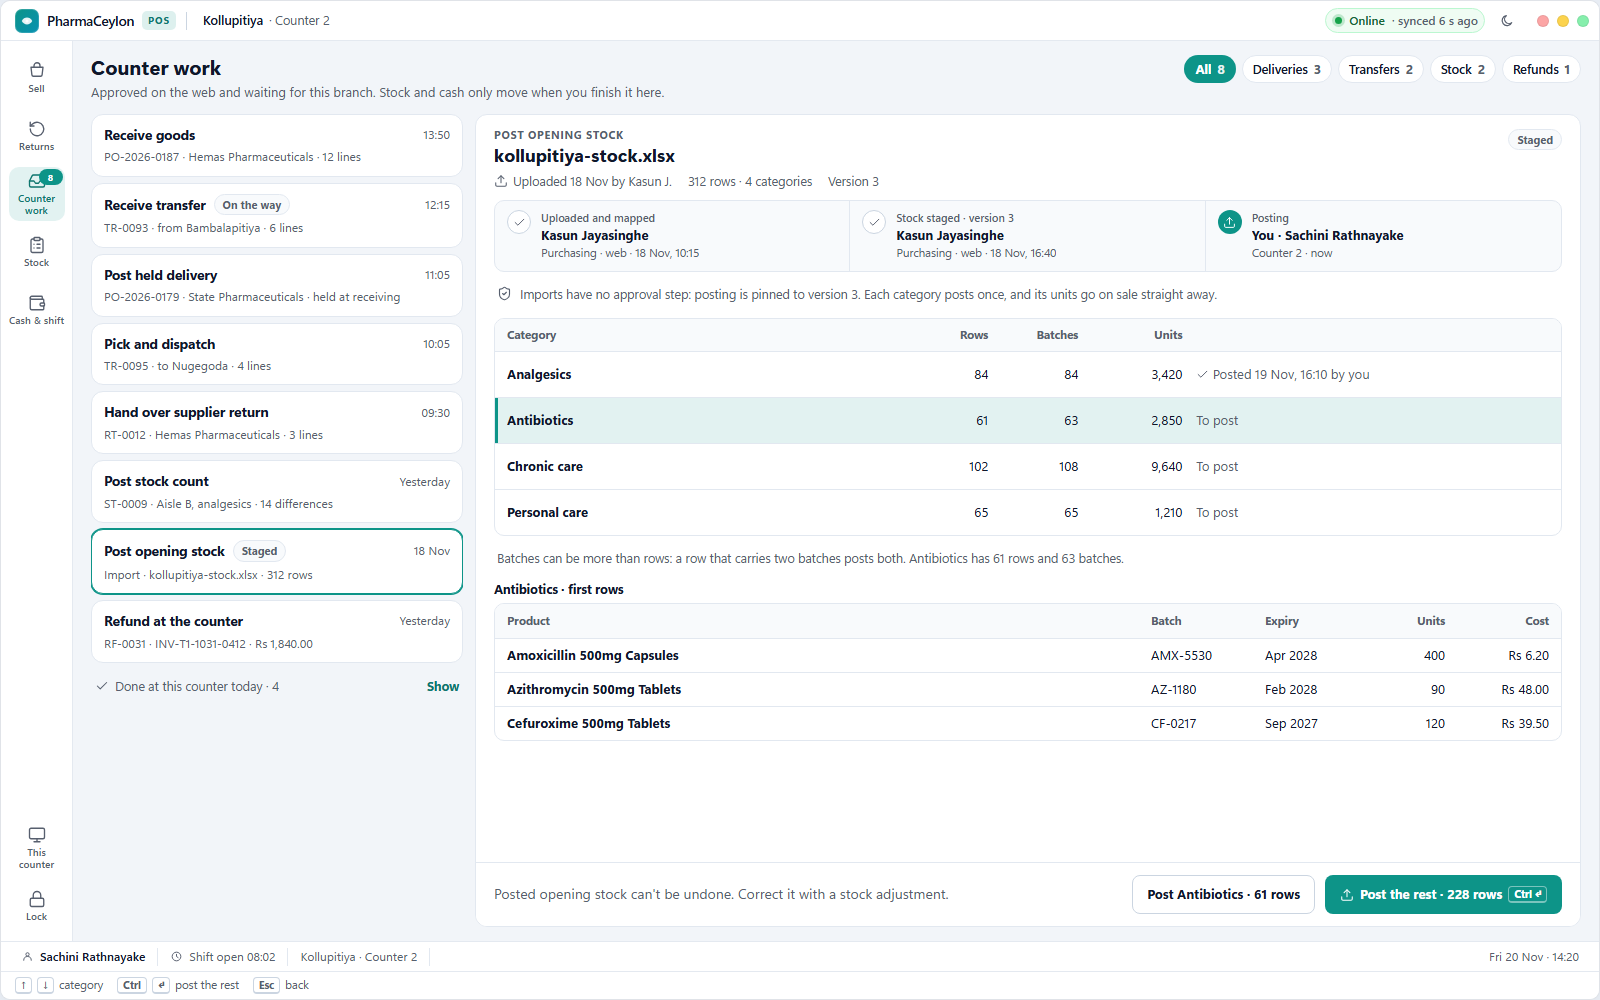 PharmaCeylon POS Kollupitiya · Counter 2
Online · synced 6 s ago
Sell
Returns
8
Counter work
Stock
Cash & shift
This counter
Lock
Counter work
Approved on the web and waiting for this branch. Stock and cash only move when you finish it here.
All 8 Deliveries 3 Transfers 2 Stock 2 Refunds 1
Receive goods 13:50
PO-2026-0187 · Hemas Pharmaceuticals · 12 lines
Receive transfer On the way 12:15
TR-0093 · from Bambalapitiya · 6 lines
Post held delivery 11:05
PO-2026-0179 · State Pharmaceuticals · held at receiving
Pick and dispatch 10:05
TR-0095 · to Nugegoda · 4 lines
Hand over supplier return 09:30
RT-0012 · Hemas Pharmaceuticals · 3 lines
Post stock count Yesterday
ST-0009 · Aisle B, analgesics · 14 differences
Post opening stock Staged 18 Nov
Import · kollupitiya-stock.xlsx · 312 rows
Refund at the counter Yesterday
RF-0031 · INV-T1-1031-0412 · Rs 1,840.00
Done at this counter today · 4 Show
POST OPENING STOCK
Staged
kollupitiya-stock.xlsx
Uploaded 18 Nov by Kasun J. 312 rows · 4 categories Version 3
Uploaded and mapped
Kasun Jayasinghe
Purchasing · web · 18 Nov, 10:15
Stock staged · version 3
Kasun Jayasinghe
Purchasing · web · 18 Nov, 16:40
Posting
You · Sachini Rathnayake
Counter 2 · now
Imports have no approval step: posting is pinned to version 3. Each category posts once, and its units go on sale straight away.
Category Rows Batches Units
Analgesics 84 84 3,420 Posted 19 Nov, 16:10 by you
Antibiotics 61 63 2,850 To post
Chronic care 102 108 9,640 To post
Personal care 65 65 1,210 To post
Batches can be more than rows: a row that carries two batches posts both. Antibiotics has 61 rows and 63 batches.
Antibiotics · first rows
Product Batch Expiry Units Cost
Amoxicillin 500mg Capsules AMX-5530 Apr 2028 400 Rs 6.20
Azithromycin 500mg Tablets AZ-1180 Feb 2028 90 Rs 48.00
Cefuroxime 500mg Tablets CF-0217 Sep 2027 120 Rs 39.50
Posted opening stock can't be undone. Correct it with a stock adjustment.
Post Antibiotics · 61 rows
Post the rest · 228 rows Ctrl ↵
Sachini Rathnayake Shift open 08:02 Kollupitiya · Counter 2 Fri 20 Nov · 14:20
↑ ↓ category Ctrl ↵ post the rest Esc back